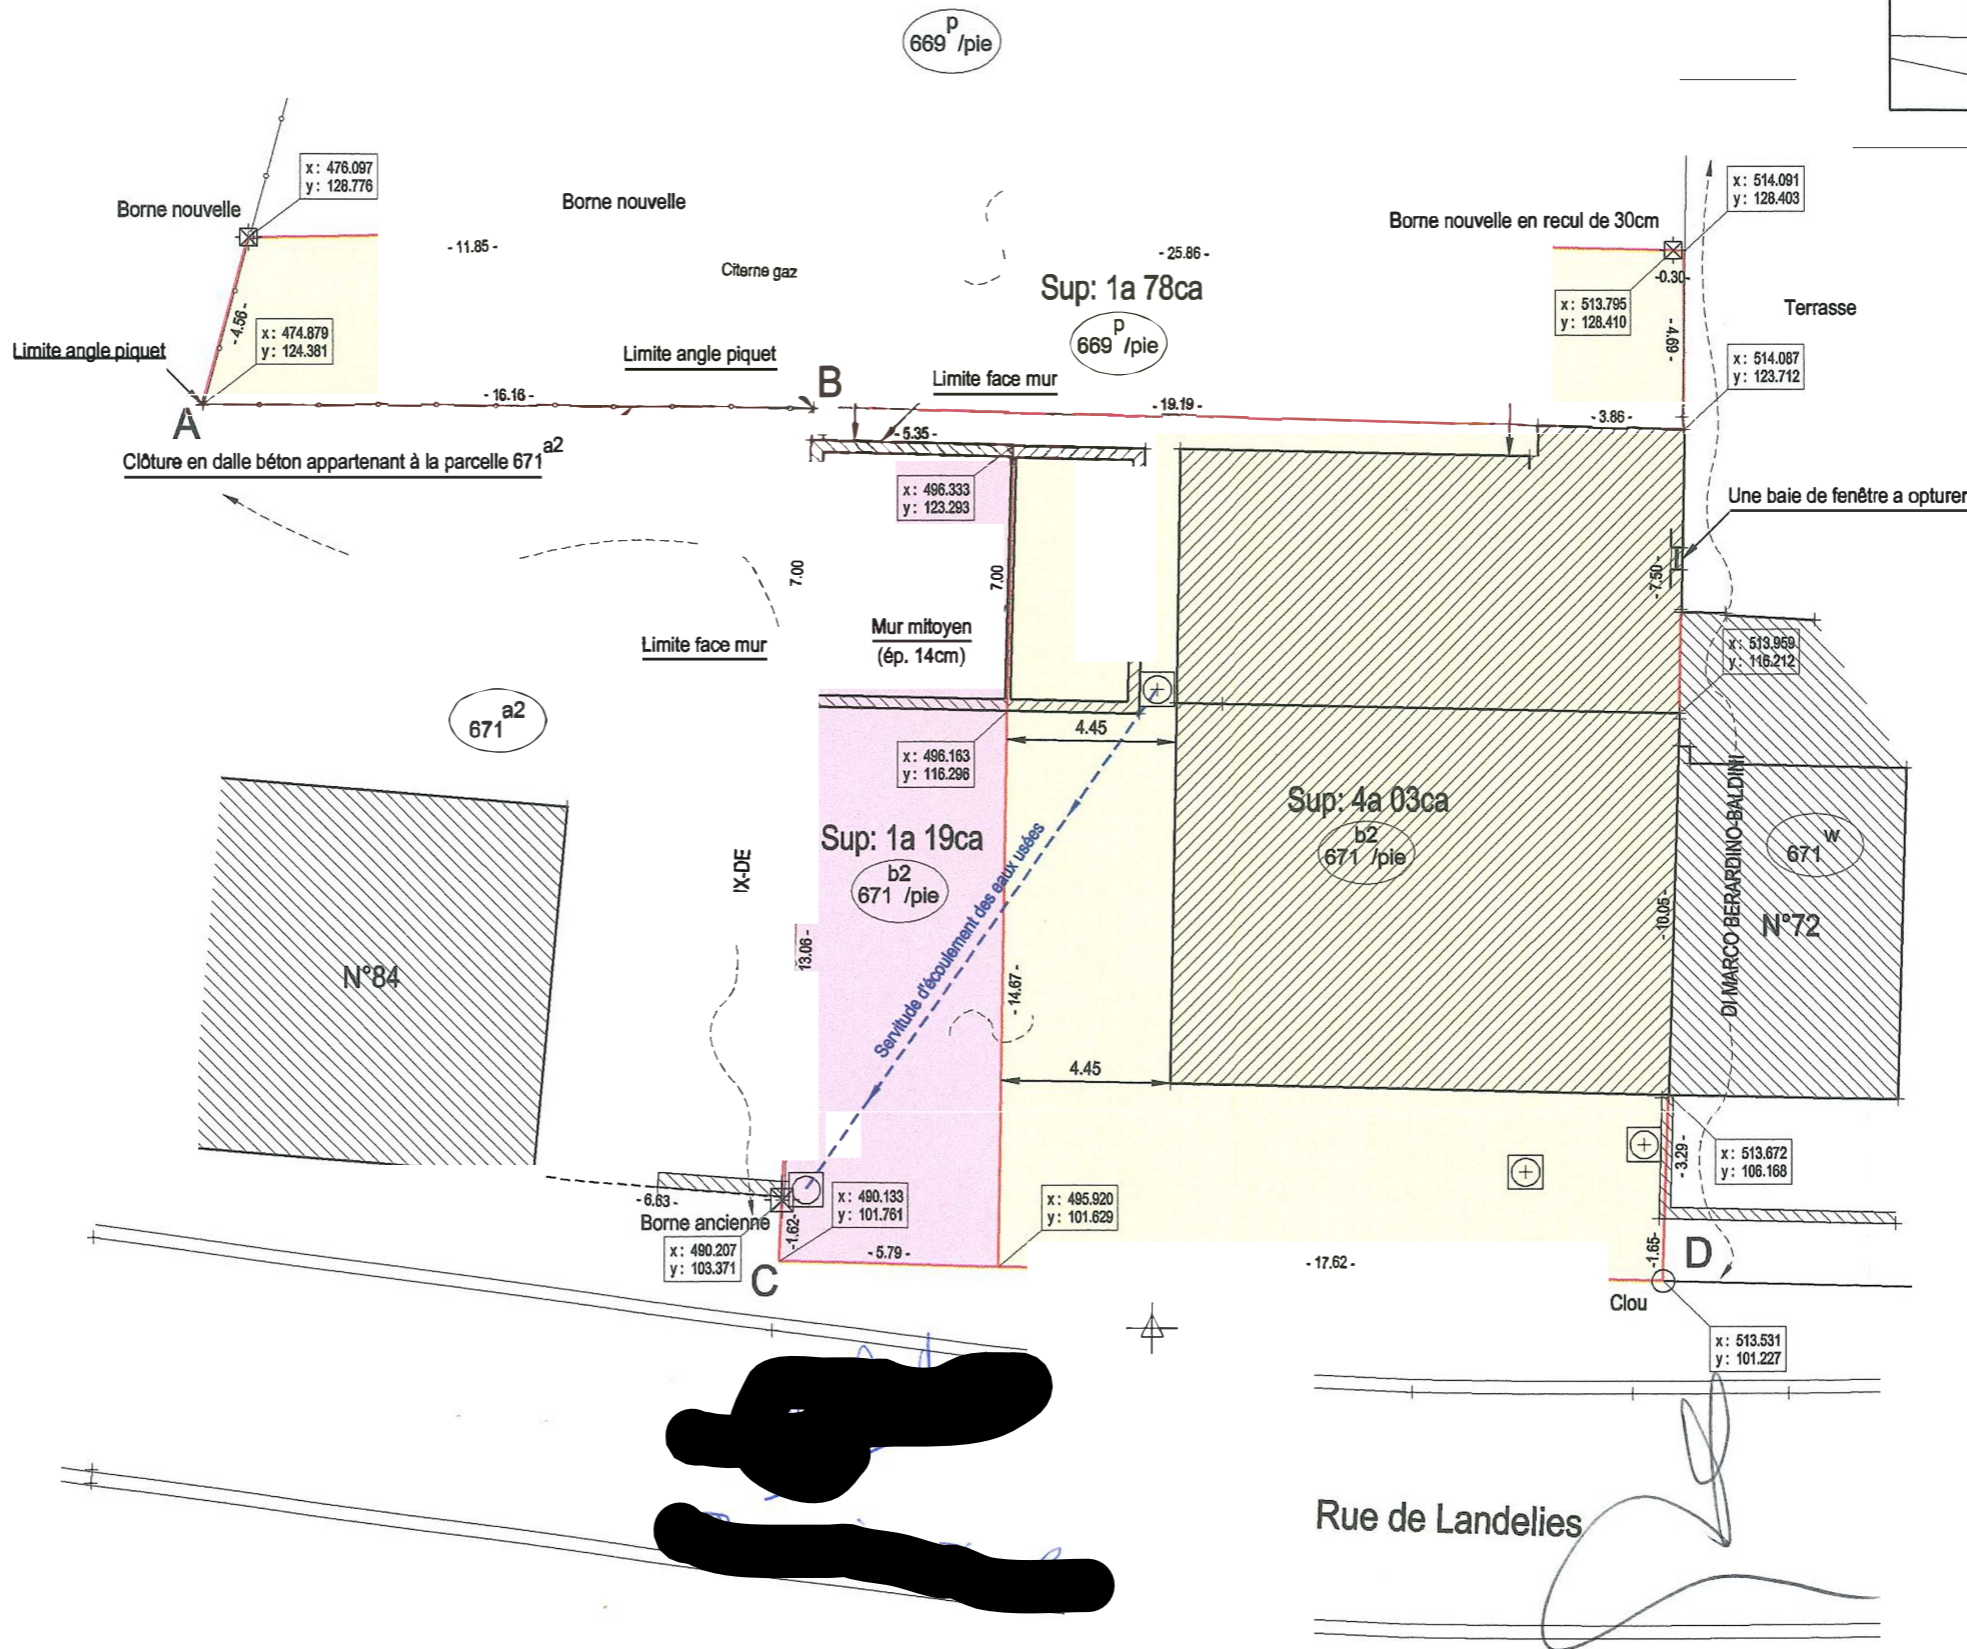 p
669 /pie
x: 476.097
y: 128.776
Borne nouvelle
Borne nouvelle
x: 514.091
y: 128.403
Borne nouvelle en recul de 30cm
- 11.85 -
Citerne gaz
- 25.86 -
Sup: 1a 78ca
p
669 /pie
-0.30-
x: 513.795
y: 128.410
Terrasse
- 4.56 -
x: 474.879
y: 124.381
- 4.69 -
Limite angle piquet
Limite angle piquet
x: 514.087
y: 123.712
Limite face mur
A
- 16.16 -
B
- 19.19 -
- 3.86 -
- 5.35 -
Clôture en dalle béton appartenant à la parcelle 671 a2
x: 496.333
y: 123.293
Une baie de fenêtre a opturer
7.00
7.00
- 7.50 -
Mur mitoyen
(ép. 14cm)
Limite face mur
x: 513.959
y: 116.212
a2
671
4.45
x: 496.163
y: 116.296
Sup: 1a 19ca
b2
671 /pie
Sup: 4a 03ca
b2
671 /pie
w
671
IX-DE
Servitude d'écoulement des eaux usées
DI MARCO BERARDINO-BALDINI
- 10.05 -
N°72
13.06 -
N°84
- 14.67 -
4.45
- 3.29 -
x: 513.672
y: 106.168
- 6.63 -
Borne ancienne
x: 490.133
y: 101.761
x: 495.920
y: 101.629
x: 490.207
y: 103.371
- 1.62 -
C
- 5.79 -
- 17.62 -
- 1.65 -
D
Clou
x: 513.531
y: 101.227
Rue de Landelies